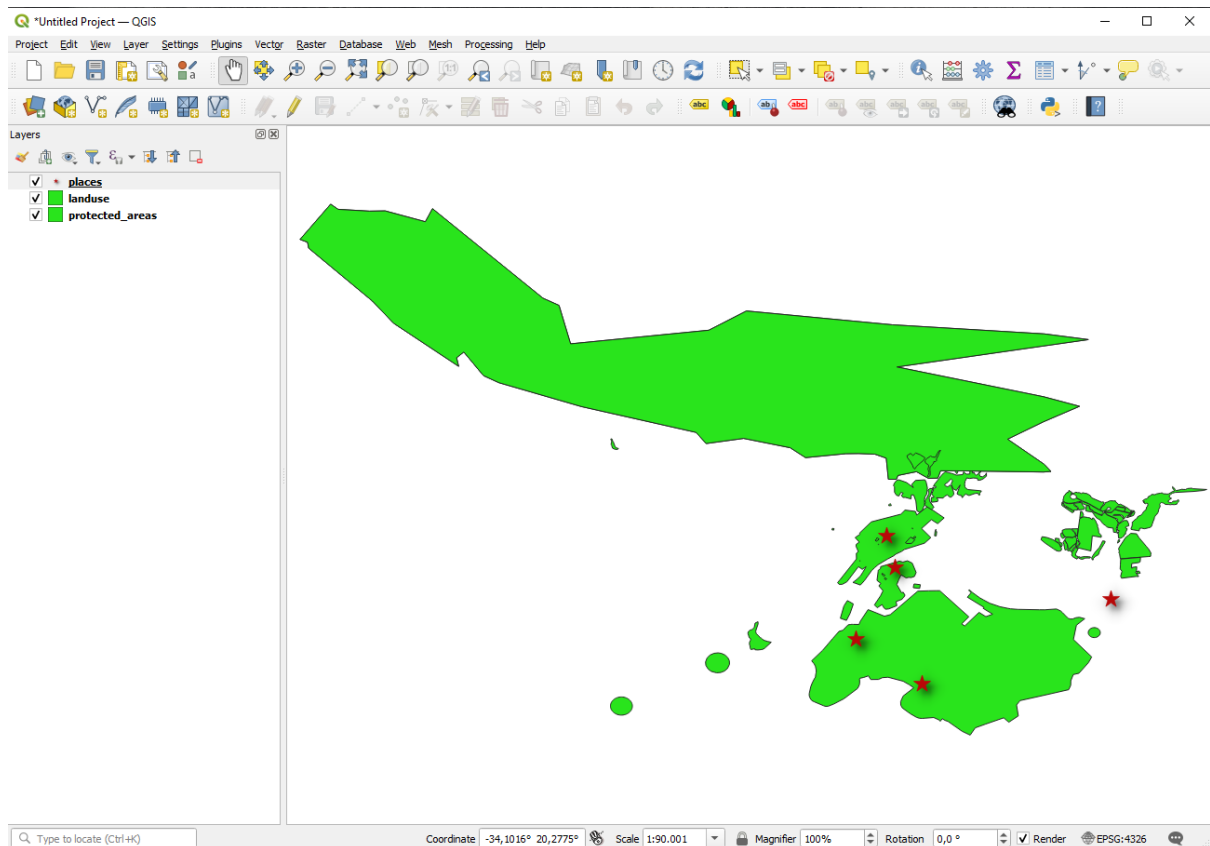 *Untitled Project — QGIS
Project Edit View Layer Settings Plugins Vector Raster Database Web Mesh Processing Help
Layers
places
landuse
protected_areas
Type to locate (Ctrl+K) Coordinate -34,1016° 20,2775° Scale 1:90.001 Magnifier 100% Rotation 0,0 ° Render EPSG:4326